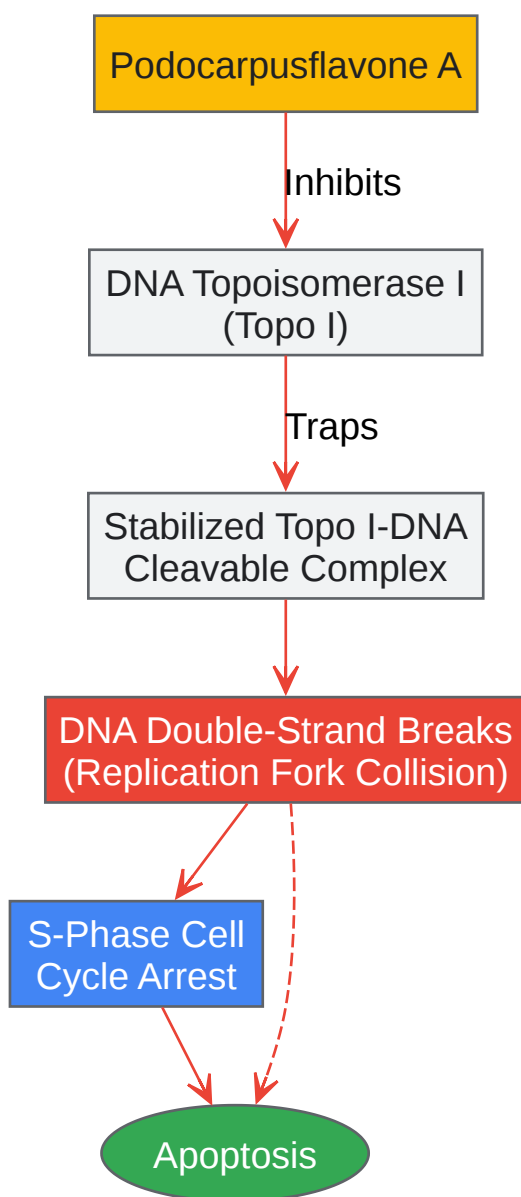 Podocarpusflavone A
Inhibits
DNA Topoisomerase I
(Topo I)
Traps
Stabilized Topo I-DNA
Cleavable Complex
DNA Double-Strand Breaks
(Replication Fork Collision)
S-Phase Cell
Cycle Arrest
Apoptosis